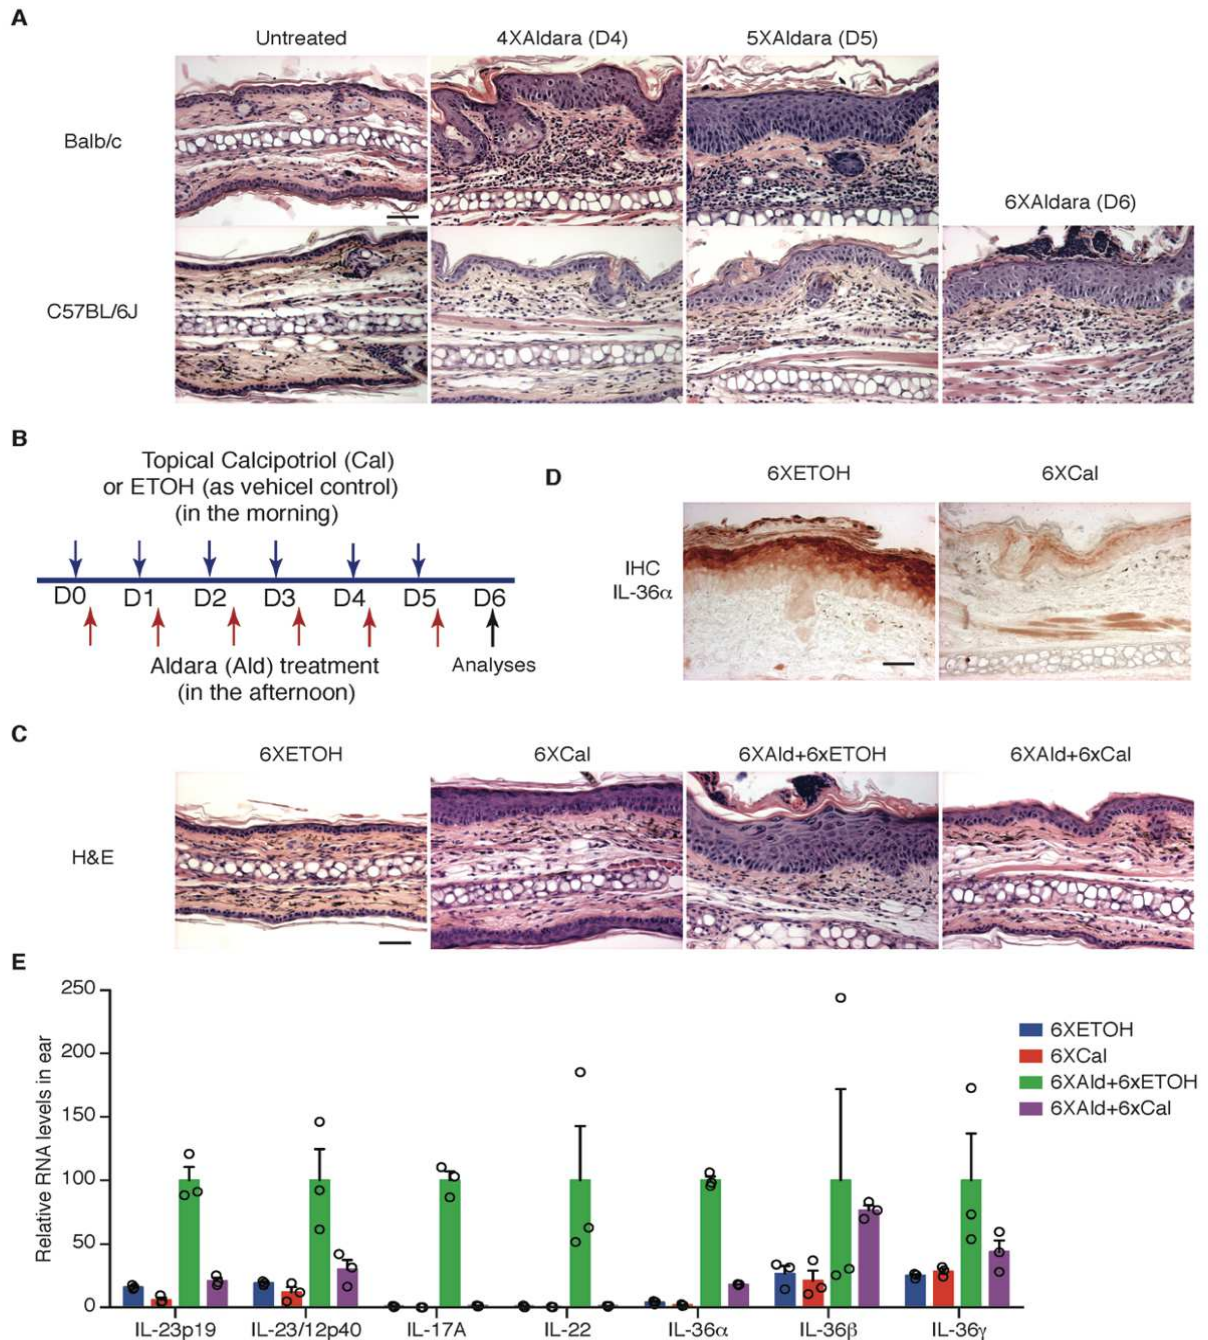 A
Untreated
4XAldara (D4)
5XAldara (D5)
Balb/c
6XAldara (D6)
C57BL/6J
B
Topical Calcipotriol (Cal)
or ETOH (as vehicel control)
(in the morning)
D0 D1 D2 D3 D4 D5 D6
Aldara (Ald) treatment
(in the afternoon)
Analyses
D
6XETOH
6XCal
IHC
IL-36α
C
6XETOH
6XCal
6XAld+6xETOH
6XAld+6xCal
H&E
E
Relative RNA levels in ear
250
200
150
100
50
0
IL-23p19
IL-23/12p40
IL-17A
IL-22
IL-36α
IL-36β
IL-36γ
6XETOH
6XCal
6XAld+6xETOH
6XAld+6xCal